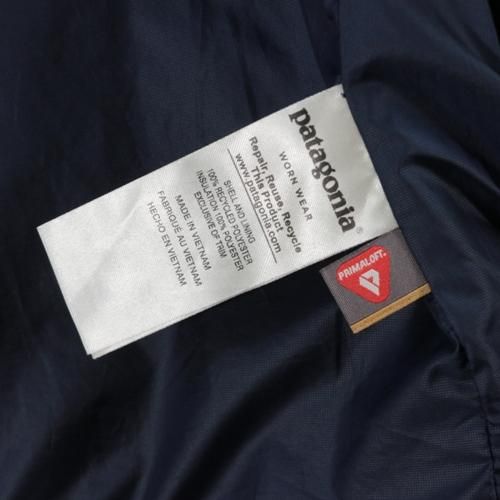 patagonia®
WORN WEAR
Repair, Reuse, Recycle
This Product
www.patagonia.com
SHELL AND LINING
100% RECYCLED POLYESTER
INSULATION 100% POLYESTER
EXCLUSIVE OF TRIM
MADE IN VIETNAM
FABRIQUÉ AU VIETNAM
HECHO EN VIETNAM
PRIMALOFT.